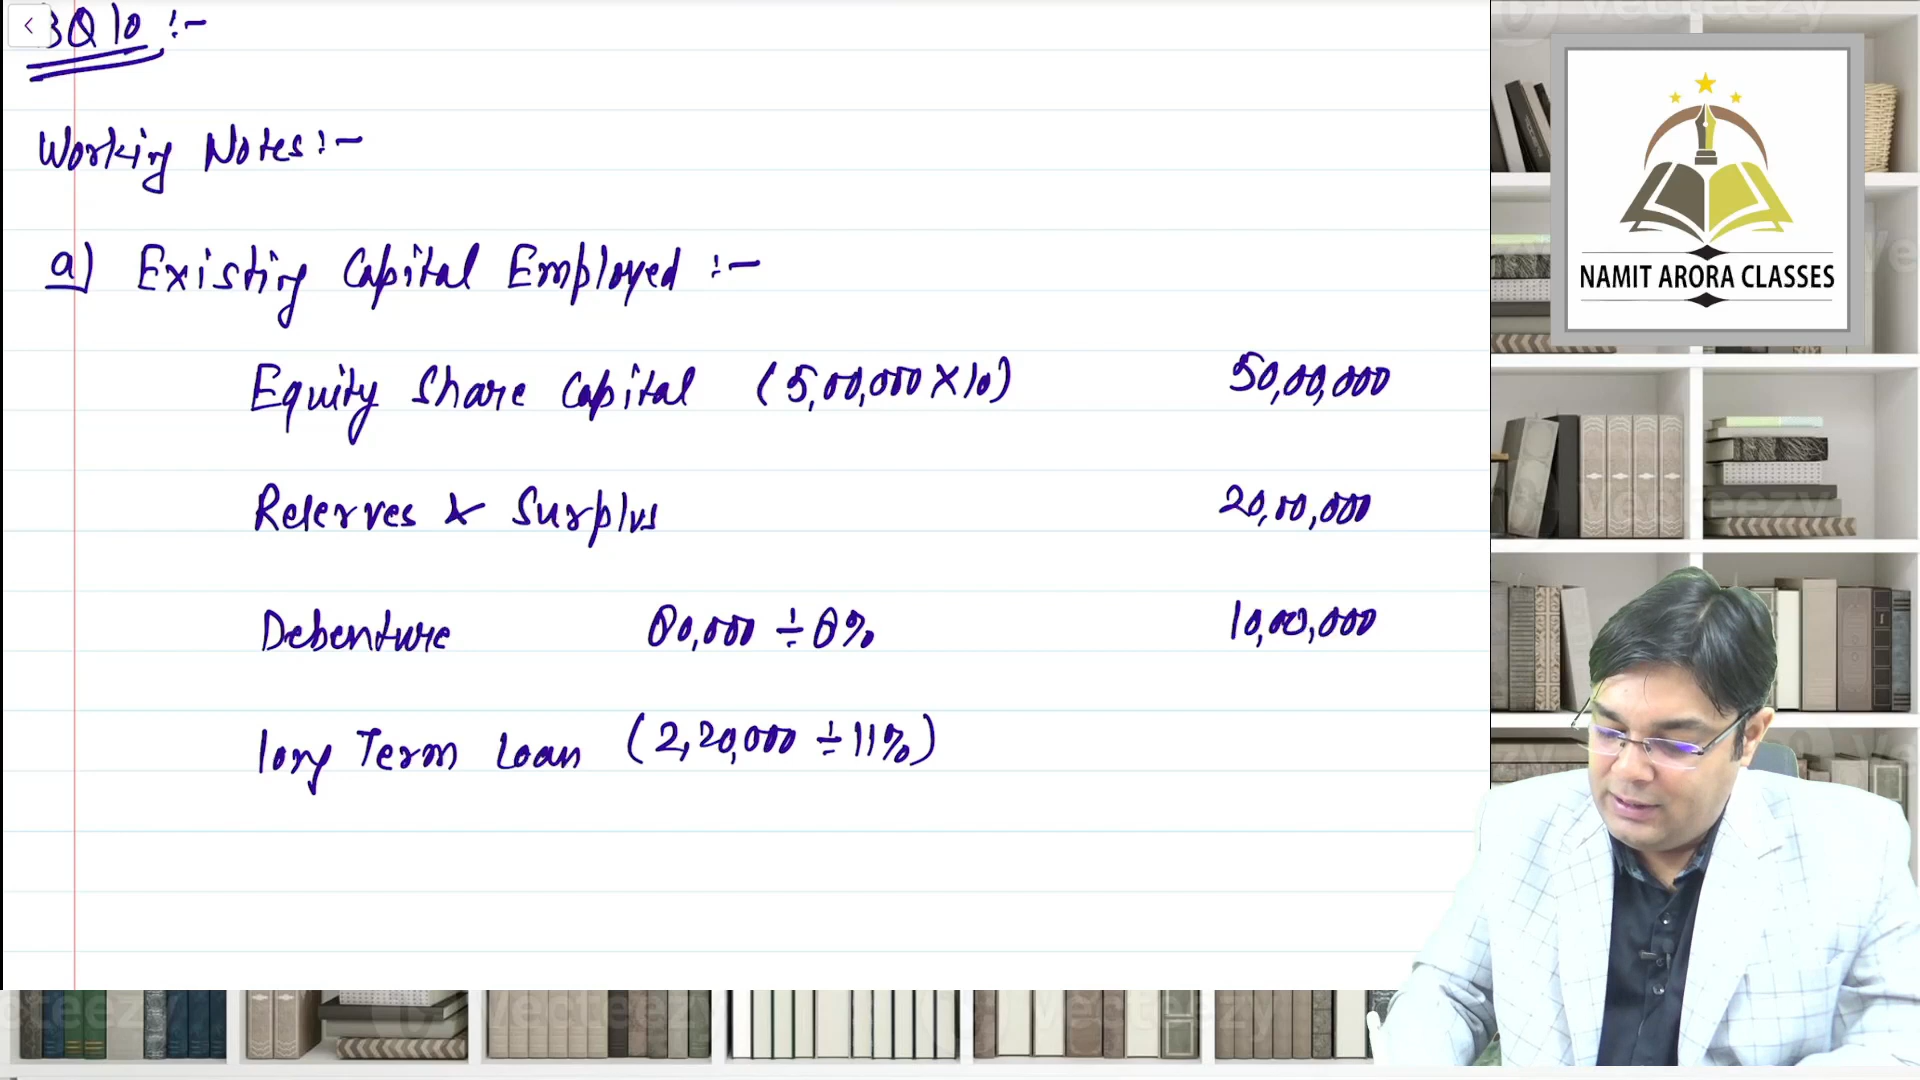 BQ 10 :-
Working Notes :-
a) Existing Capital Employed :-
Equity Share Capital (5,00,000 × 10) 50,00,000
Reserves & Surplus 20,00,000
Debenture 80,000 ÷ 8% 10,00,000
long Term Loan (2,20,000 ÷ 11%)
NAMIT ARORA CLASSES